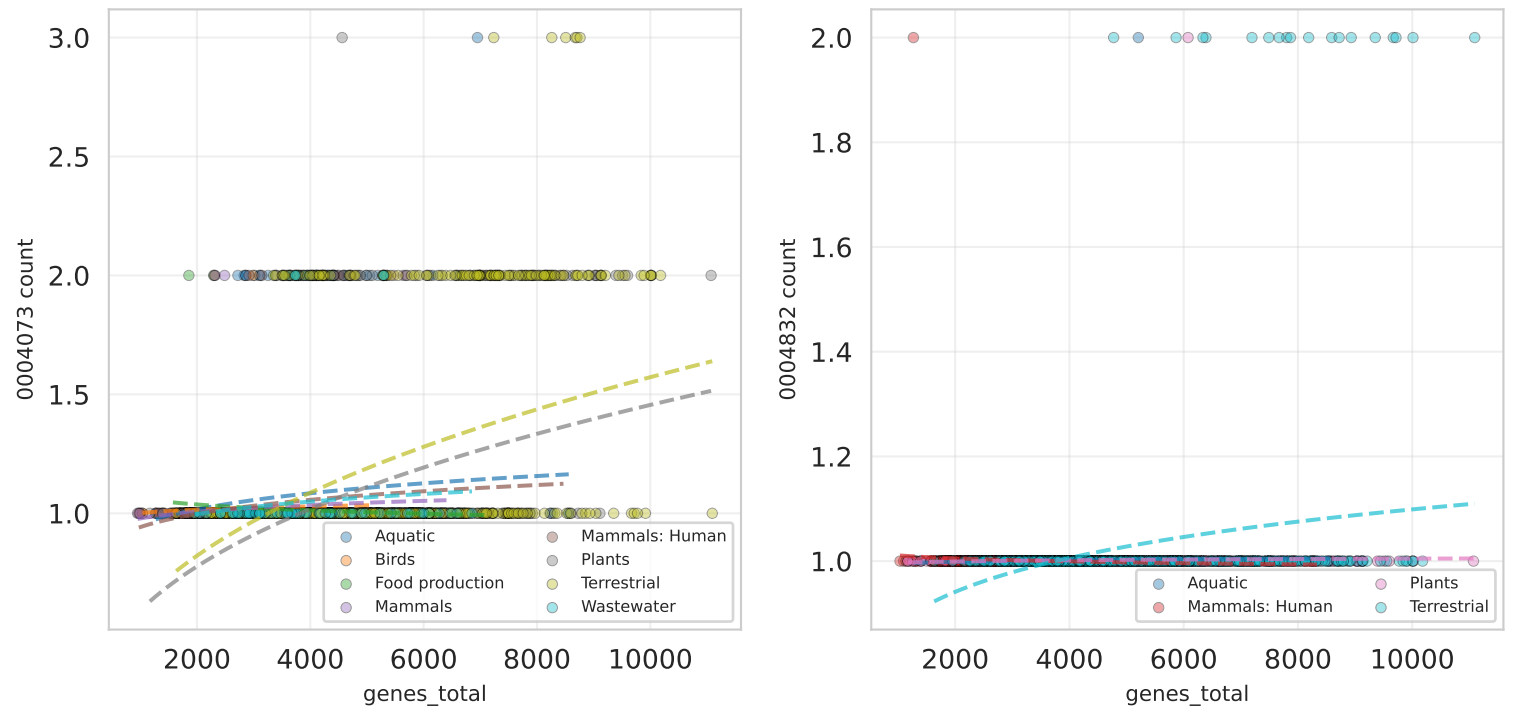 3.0
2.5
2.0
1.5
1.0
0004073 count
Aquatic
Birds
Food production
Mammals
Mammals: Human
Plants
Terrestrial
Wastewater
2000 4000 6000 8000 10000
genes_total
2.0
1.8
1.6
1.4
1.2
1.0
0004832 count
Aquatic
Mammals: Human
Plants
Terrestrial
2000 4000 6000 8000 10000
genes_total